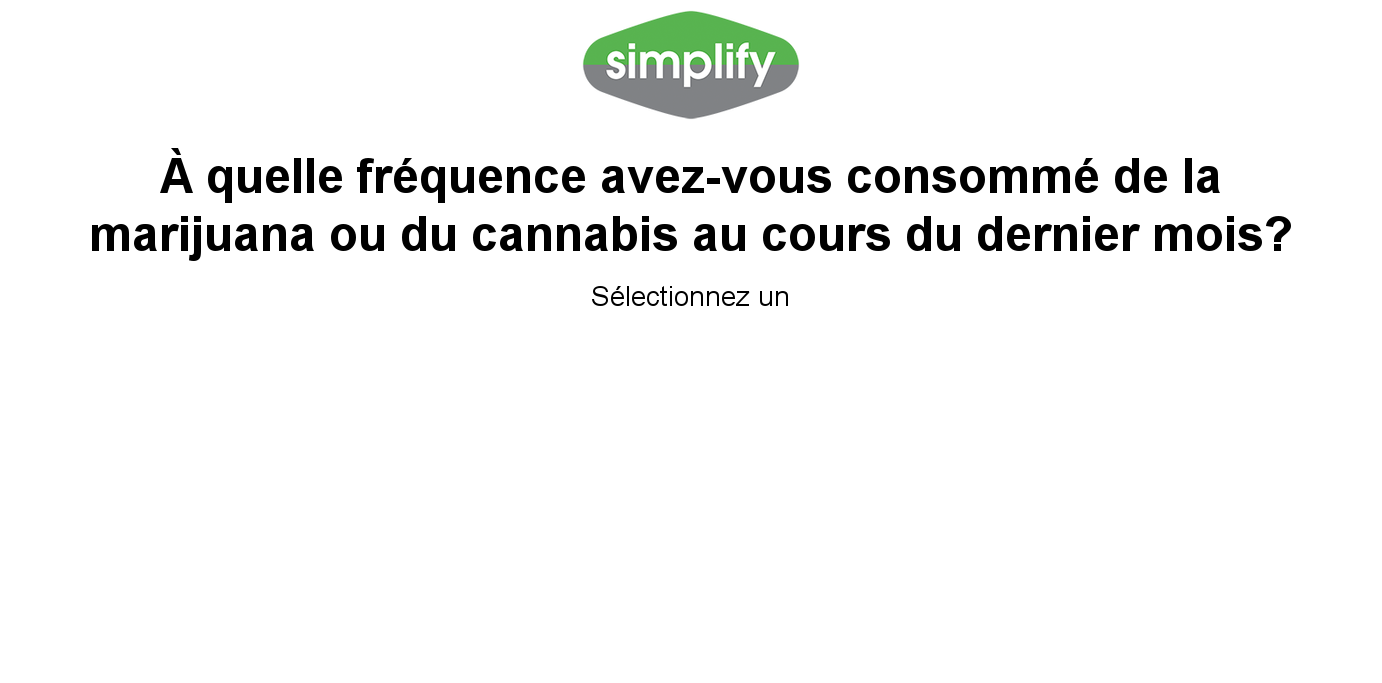 simplify
À quelle fréquence avez-vous consommé de la
marijuana ou du cannabis au cours du dernier mois?
Sélectionnez un